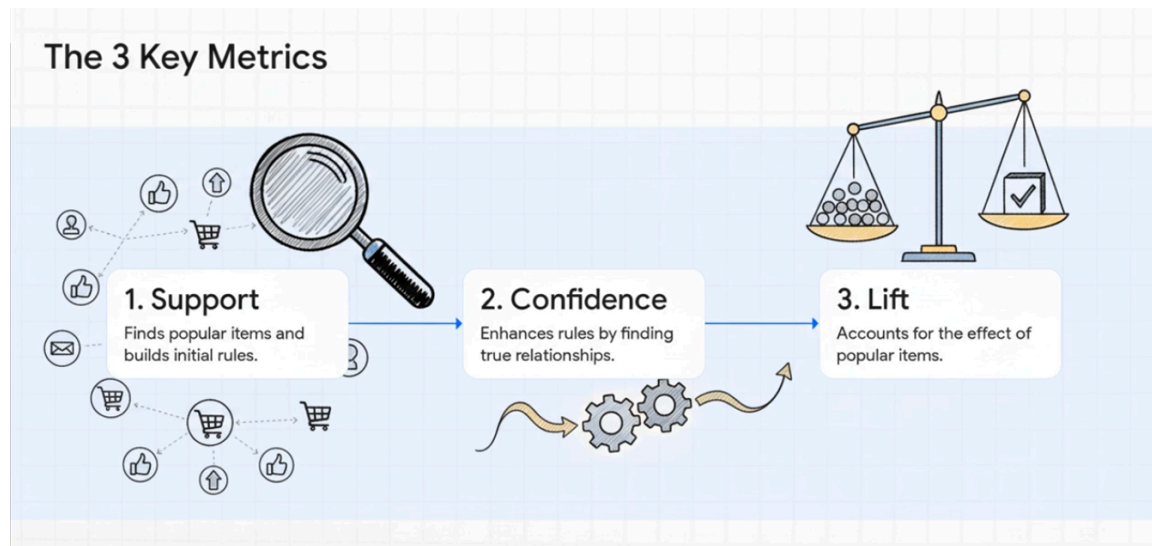 The 3 Key Metrics
1. Support
Finds popular items and
builds initial rules.
2. Confidence
Enhances rules by finding
true relationships.
3. Lift
Accounts for the effect of
popular items.